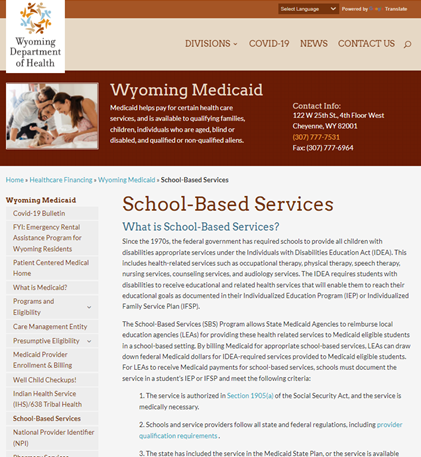 Select Language
Powered by
Translate
Wyoming
Department
of Health
DIVISIONS
COVID-19
NEWS
CONTACT US
Wyoming Medicaid
Medicaid helps pay for certain health care
services, and is available to qualifying families,
children, individuals who are aged, blind or
disabled, and qualified or non-qualified aliens.
Contact Info:
122 W 25th St., 4th Floor West
Cheyenne, WY 82001
(307) 777-7531
Fax: (307) 777-6964
Home » Healthcare Financing » Wyoming Medicaid » School-Based Services
Wyoming Medicaid
Covid-19 Bulletin
FYI: Emergency Rental
Assistance Program for
Wyoming Residents
Patient Centered Medical
Home
What is Medicaid?
Programs and
Eligibility
Care Management Entity
Presumptive Eligibility
Medicaid Provider
Enrollment & Billing
Well Child Checkups!
Indian Health Service
(IHS)/638 Tribal Health
School-Based Services
National Provider Identifier
(NPI)
Pharmacy Services
School-Based Services
What is School-Based Services?
Since the 1970s, the federal government has required schools to provide all children with
disabilities appropriate services under the Individuals with Disabilities Education Act (IDEA). This
includes health-related services such as occupational therapy, physical therapy, speech therapy,
nursing services, counseling services, and audiology services. The IDEA requires students with
disabilities to receive educational and related health services that will enable them to reach their
educational goals as documented in their Individualized Education Program (IEP) or Individualized
Family Service Plan (IFSP).
The School-Based Services (SBS) Program allows State Medicaid Agencies to reimburse local
education agencies (LEAs) for providing these health related services to Medicaid eligible students
in a school-based setting. By billing Medicaid for appropriate school-based services, LEAs can draw
down federal Medicaid dollars for IDEA-required services provided to Medicaid eligible students.
For LEAs to receive Medicaid payments for school-based services, schools must document the
service in a student's IEP or IFSP and meet the following criteria:
1. The service is authorized in Section 1905(a) of the Social Security Act, and the service is
medically necessary.
2. Schools and service providers follow all state and federal regulations, including provider
qualification requirements .
3. The state has included the service in the Medicaid State Plan, or the service is available